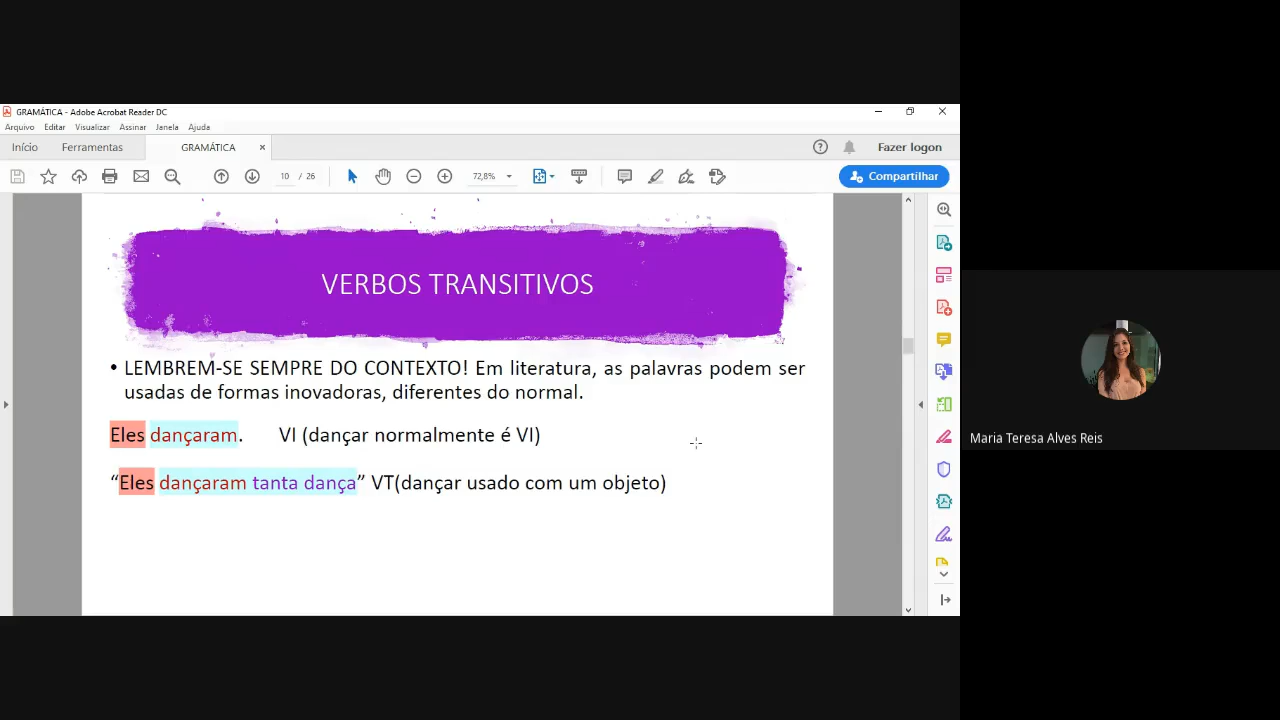 GRAMÁTICA - Adobe Acrobat Reader DC
Arquivo Editar Visualizar Assinar Janela Ajuda
Início Ferramentas GRAMÁTICA × Fazer logon
10 / 26 72,8% Compartilhar
VERBOS TRANSITIVOS
• LEMBREM-SE SEMPRE DO CONTEXTO! Em literatura, as palavras podem ser
usadas de formas inovadoras, diferentes do normal.
Eles dançaram. VI (dançar normalmente é VI)
“Eles dançaram tanta dança” VT(dançar usado com um objeto)
Maria Teresa Alves Reis